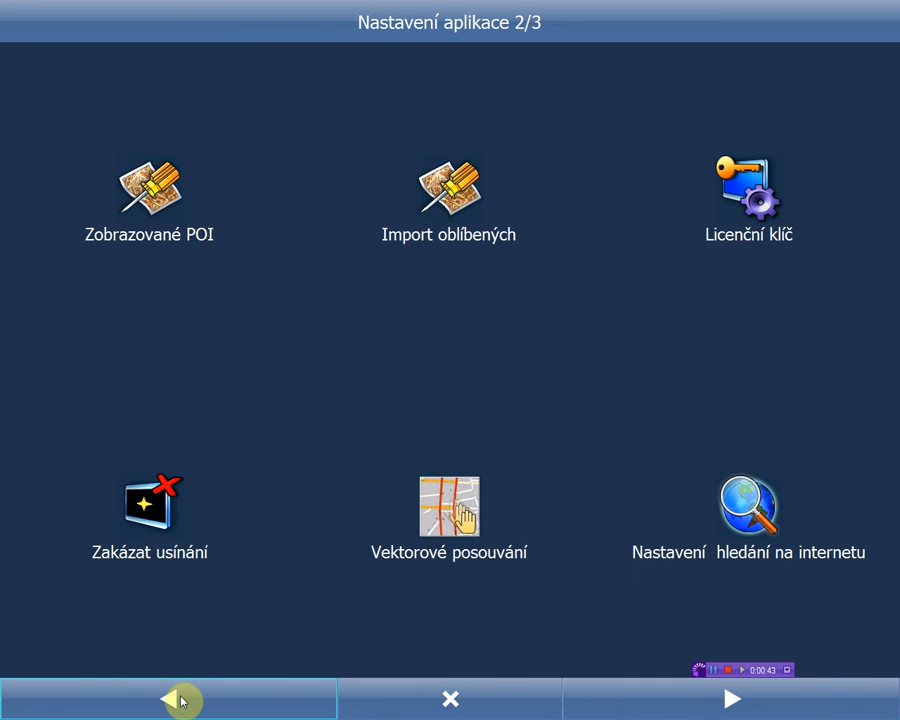 Nastavení aplikace 2/3
Zobrazované POI
Import oblíbených
Licenční klíč
Zakázat usínání
Vektorové posouvání
Nastavení  hledání na internetu
0:00:43